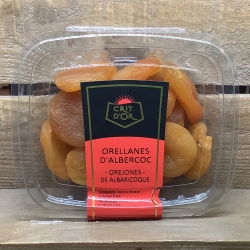 CRIT
D'OR
ORELLANES
D'ALBERCOC
- OREJONES -
DE ALBARICOQUE